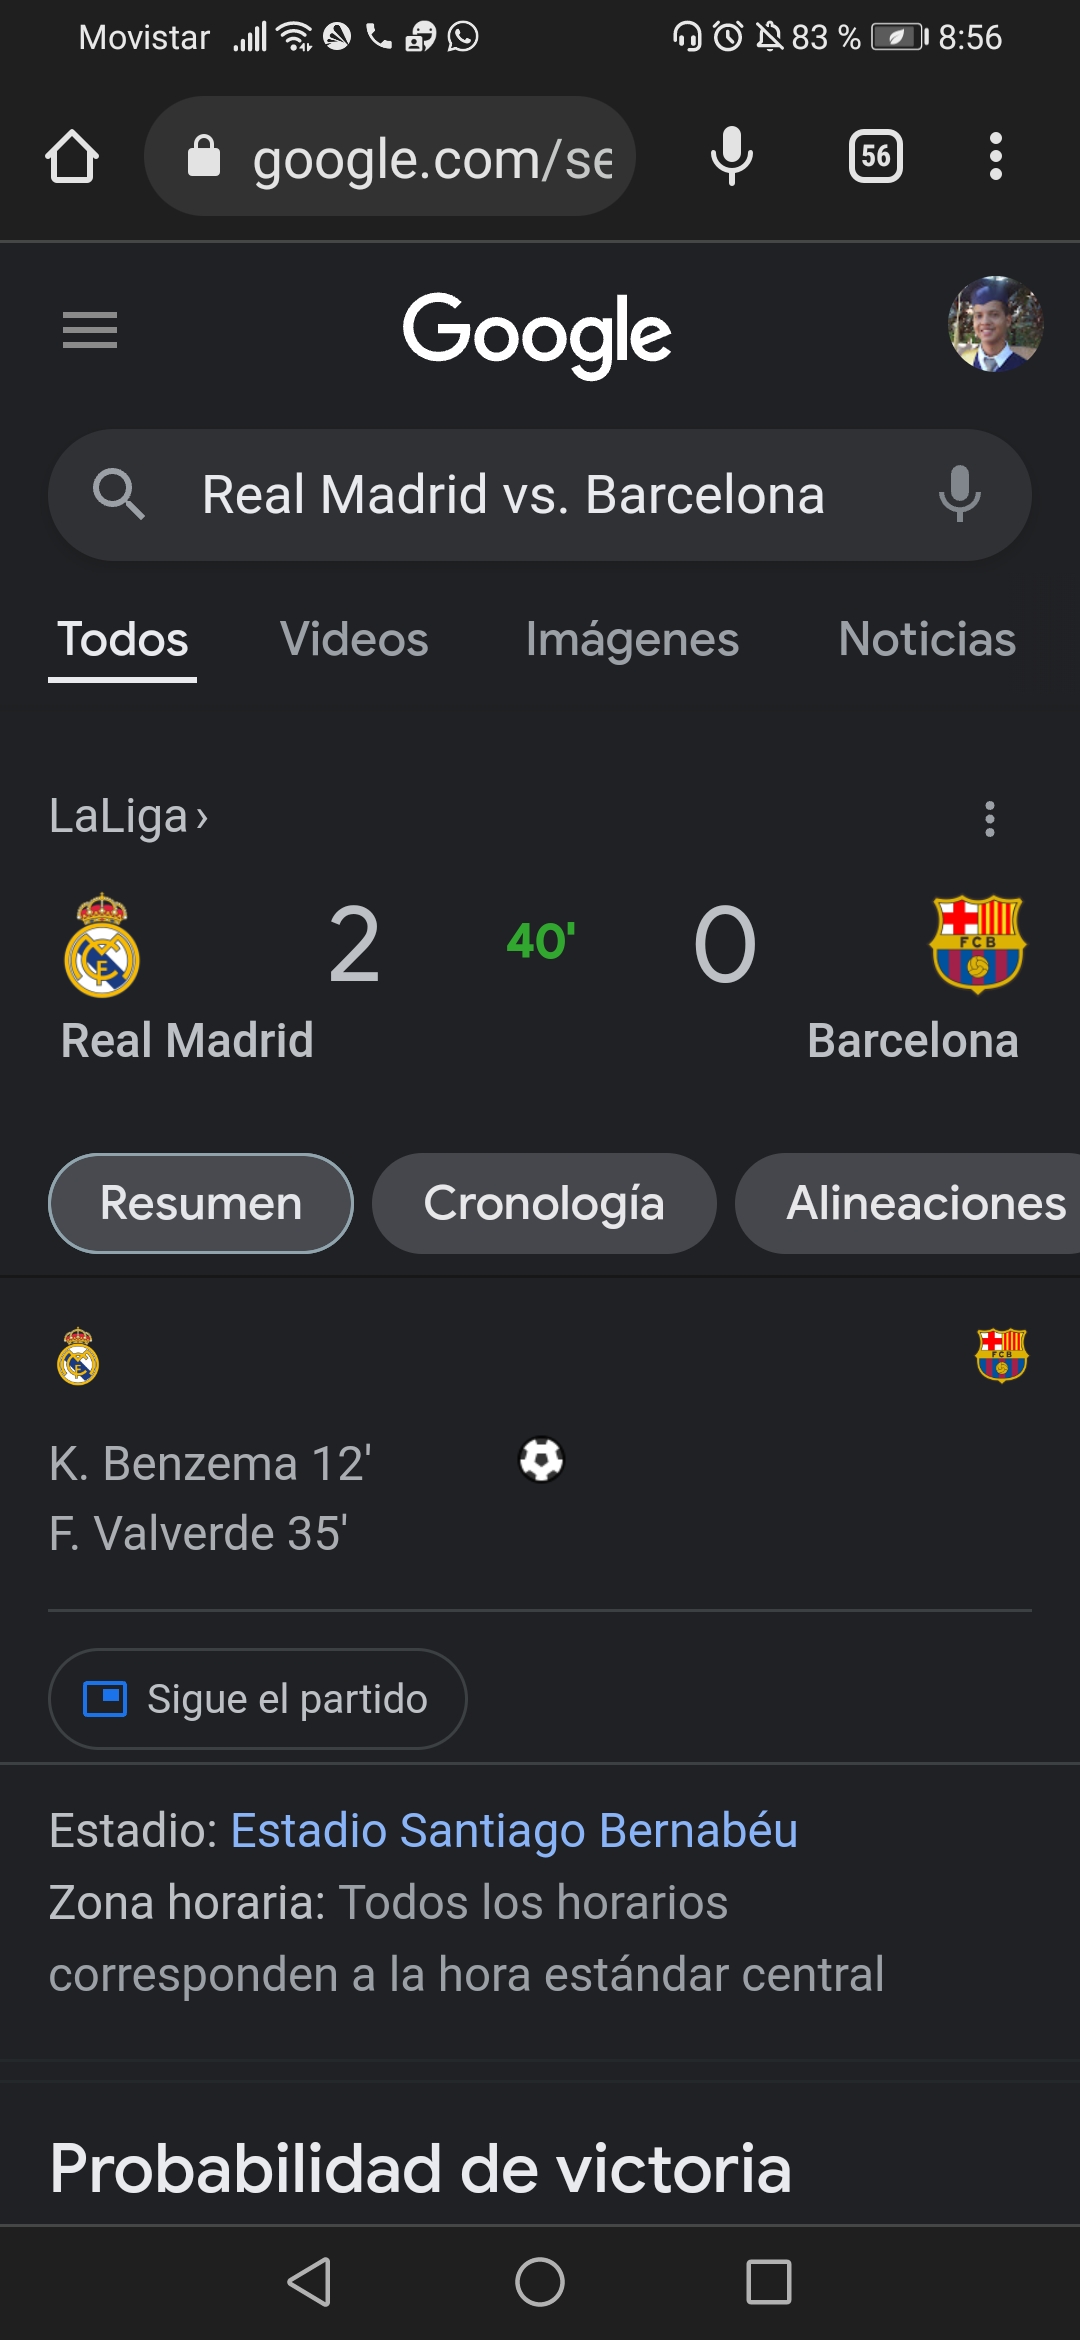 Movistar 83 % 8:56
google.com/se
56
Google
Real Madrid vs. Barcelona
Todos Videos Imágenes Noticias
LaLiga ›
2 40' 0
FCB
Real Madrid Barcelona
Resumen Cronología Alineaciones
FCB
K. Benzema 12'
F. Valverde 35'
Sigue el partido
Estadio: Estadio Santiago Bernabéu
Zona horaria: Todos los horarios
corresponden a la hora estándar central
Probabilidad de victoria